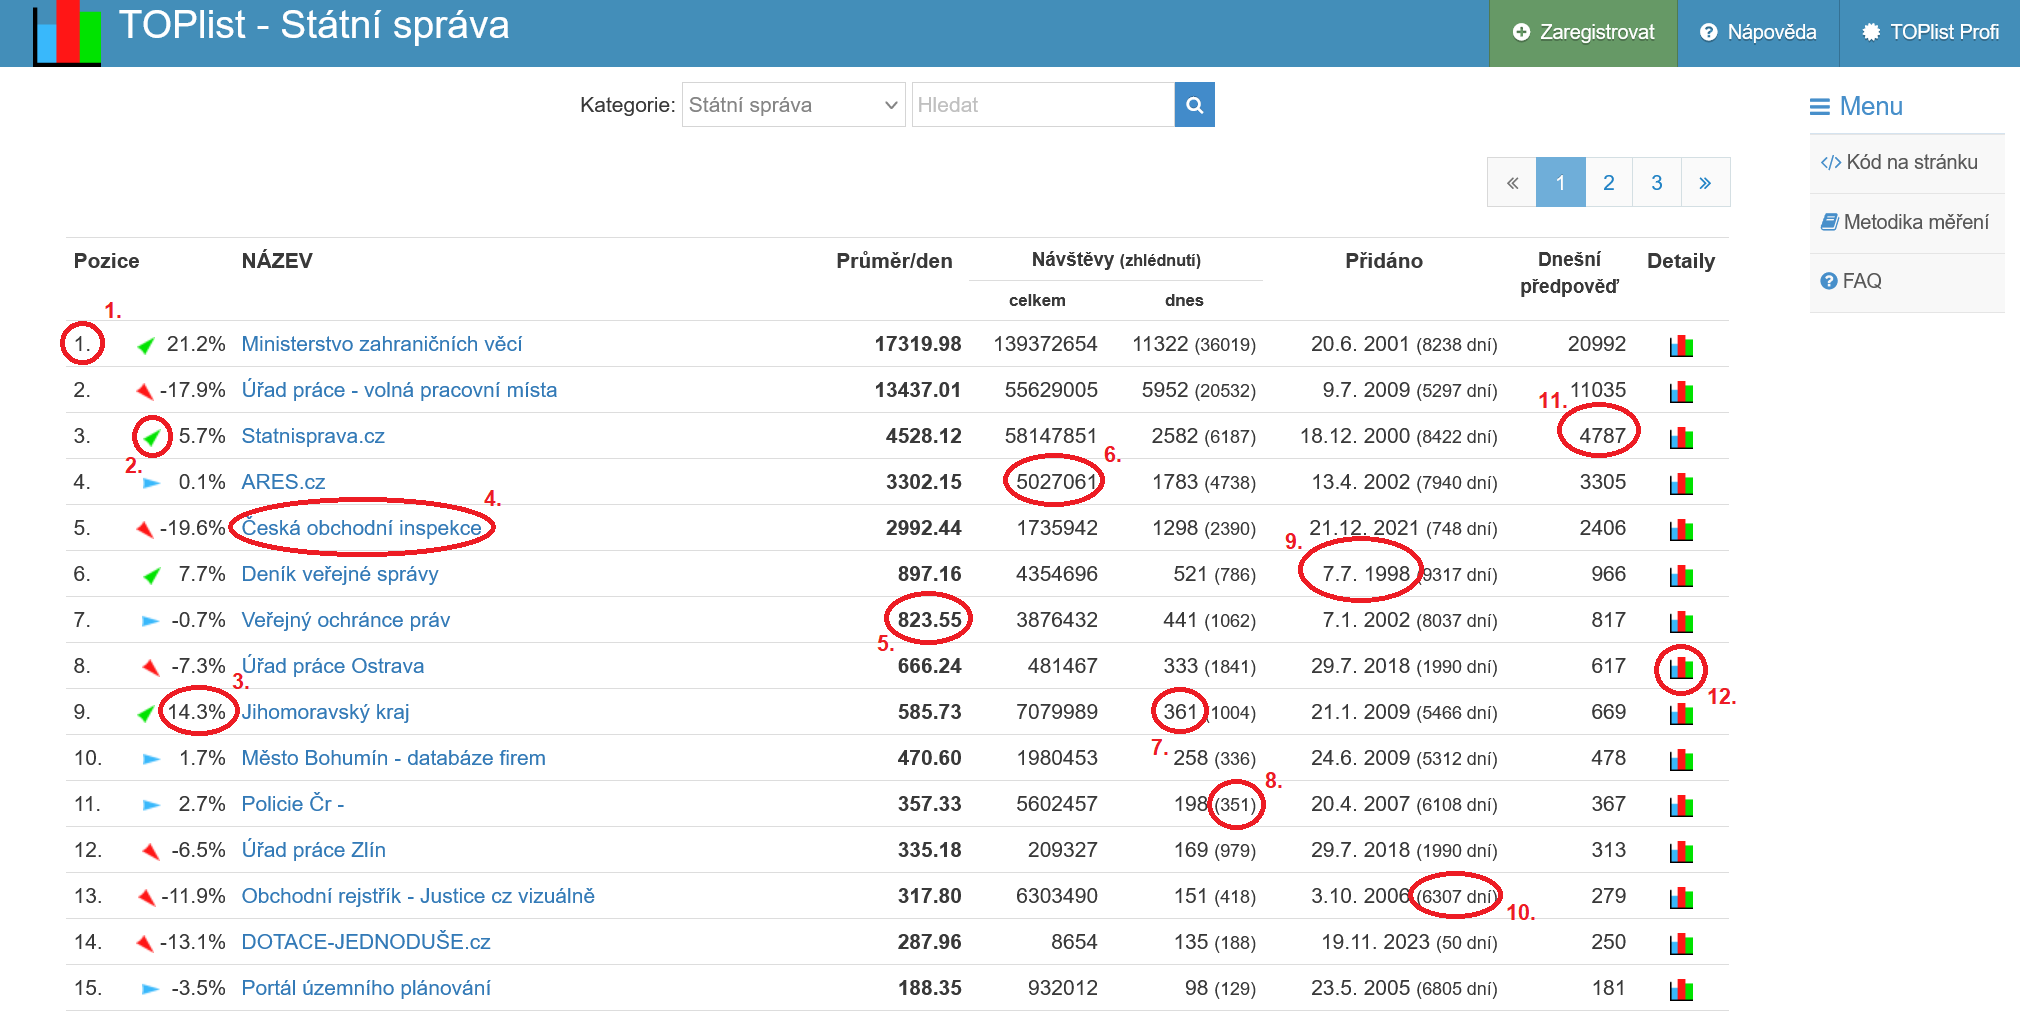 TOPlist - Státní správa
Zaregistrovat
Nápověda
TOPlist Profi
Kategorie: Státní správa Hledat
Menu
Kód na stránku
Metodika měření
FAQ
« 1 2 3 »
Pozice NÁZEV Průměr/den Návštěvy (zhlédnutí) Přidáno Dnešní předpověď Detaily
celkem dnes
1.
1. 21.2% Ministerstvo zahraničních věcí 17319.98 139372654 11322 (36019) 20.6. 2001 (8238 dní) 20992
2. -17.9% Úřad práce - volná pracovní místa 13437.01 55629005 5952 (20532) 9.7. 2009 (5297 dní) 11035
11.
3. 5.7% Statnisprava.cz 4528.12 58147851 2582 (6187) 18.12. 2000 (8422 dní) 4787
2. 6.
4. 0.1% ARES.cz 3302.15 5027061 1783 (4738) 13.4. 2002 (7940 dní) 3305
4.
5. -19.6% Česká obchodní inspekce 2992.44 1735942 1298 (2390) 21.12. 2021 (748 dní) 2406
9.
6. 7.7% Deník veřejné správy 897.16 4354696 521 (786) 7.7. 1998 (9317 dní) 966
7. -0.7% Veřejný ochránce práv 823.55 3876432 441 (1062) 7.1. 2002 (8037 dní) 817
5.
8. -7.3% Úřad práce Ostrava 666.24 481467 333 (1841) 29.7. 2018 (1990 dní) 617
3. 12.
9. 14.3% Jihomoravský kraj 585.73 7079989 361 (1004) 21.1. 2009 (5466 dní) 669
7.
10. 1.7% Město Bohumín - databáze firem 470.60 1980453 258 (336) 24.6. 2009 (5312 dní) 478
8.
11. 2.7% Policie Čr - 357.33 5602457 198 (351) 20.4. 2007 (6108 dní) 367
12. -6.5% Úřad práce Zlín 335.18 209327 169 (979) 29.7. 2018 (1990 dní) 313
13. -11.9% Obchodní rejstřík - Justice cz vizuálně 317.80 6303490 151 (418) 3.10. 2006 (6307 dní) 279
10.
14. -13.1% DOTACE-JEDNODUŠE.cz 287.96 8654 135 (188) 19.11. 2023 (50 dní) 250
15. -3.5% Portál územního plánování 188.35 932012 98 (129) 23.5. 2005 (6805 dní) 181